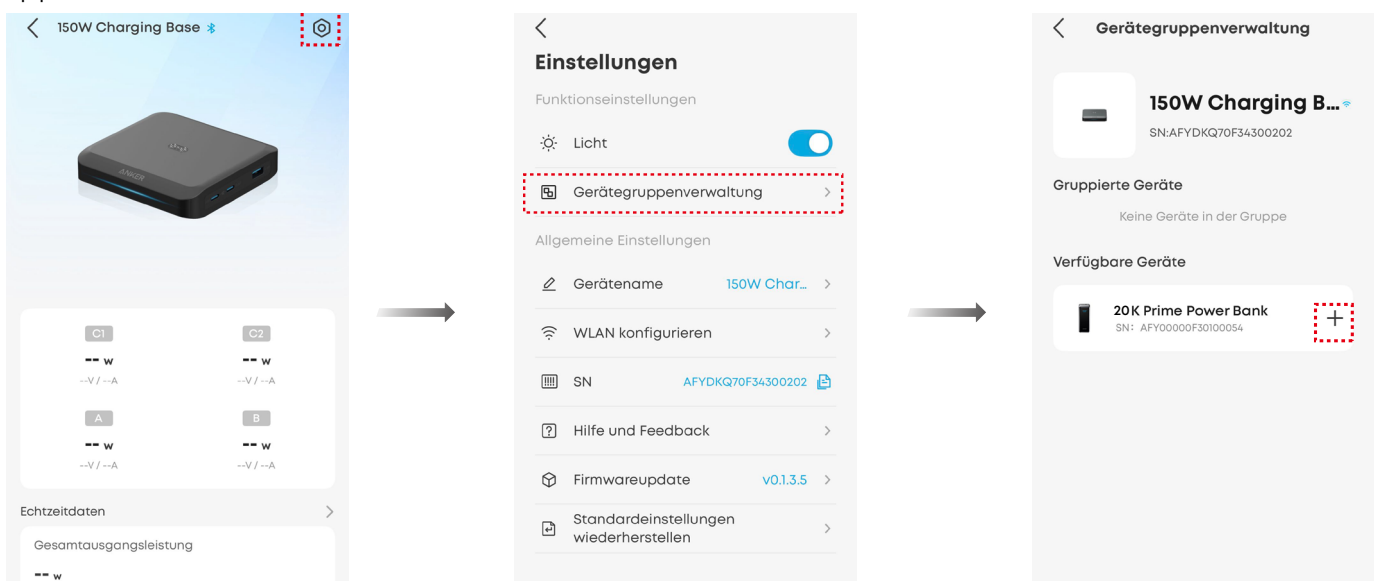 150W Charging Base
ANKER
C1
C2
-- w
-- w
--V / --A
--V / --A
A
B
-- w
-- w
--V / --A
--V / --A
Echtzeitdaten
Gesamtausgangsleistung
-- w
Einstellungen
Funktionseinstellungen
Licht
Gerätegruppenverwaltung
Allgemeine Einstellungen
Gerätename 150W Char...
WLAN konfigurieren
SN AFYDKQ70F34300202
Hilfe und Feedback
Firmwareupdate v0.1.3.5
Standardeinstellungen
wiederherstellen
Gerätegruppenverwaltung
150W Charging B...
SN:AFYDKQ70F34300202
Gruppierte Geräte
Keine Geräte in der Gruppe
Verfügbare Geräte
20K Prime Power Bank
SN: AFY00000F30100054